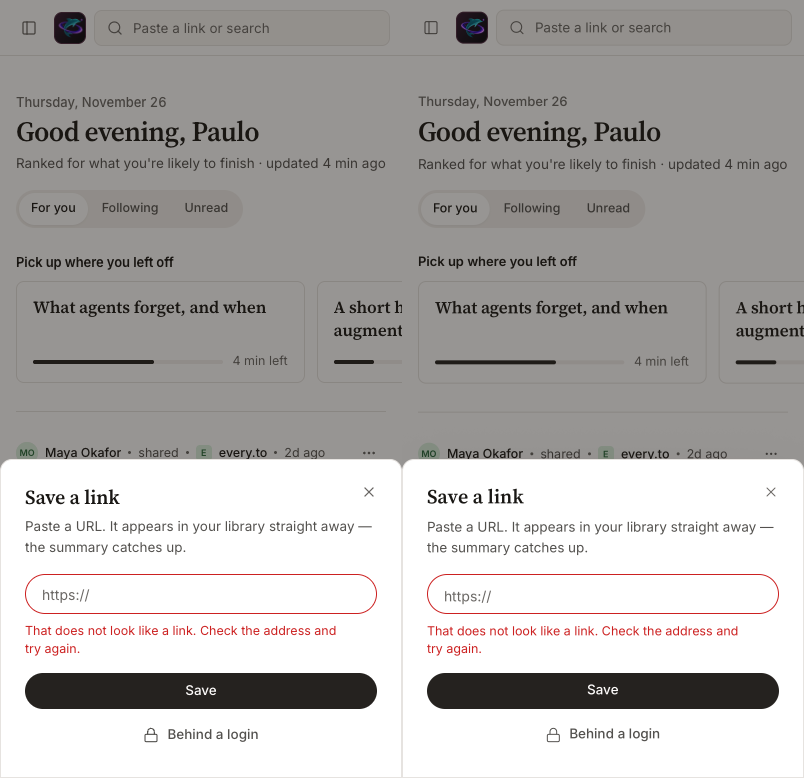 Paste a link or search
Thursday, November 26
Good evening, Paulo
Ranked for what you're likely to finish · updated 4 min ago
For you Following Unread
Pick up where you left off
What agents forget, and when
4 min left
A short h
augment
MO Maya Okafor • shared • E every.to • 2d ago
Save a link
Paste a URL. It appears in your library straight away —
the summary catches up.
https://
That does not look like a link. Check the address and
try again.
Save
Behind a login
Paste a link or search
Thursday, November 26
Good evening, Paulo
Ranked for what you're likely to finish · updated 4 min ago
For you Following Unread
Pick up where you left off
What agents forget, and when
4 min left
A short h
augment
MO Maya Okafor • shared • E every.to • 2d ago
Save a link
Paste a URL. It appears in your library straight away —
the summary catches up.
https://
That does not look like a link. Check the address and
try again.
Save
Behind a login